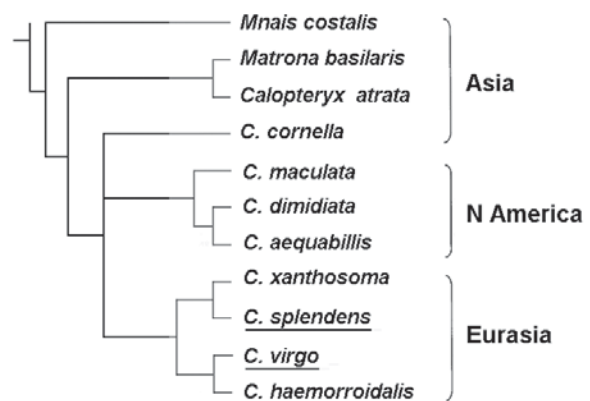 Mnais costalis
Matrona basilaris
Calopteryx atrata
C. cornella
C. maculata
C. dimidiata
C. aequabillis
C. xanthosoma
C. splendens
C. virgo
C. haemorroidalis
Asia
N America
Eurasia